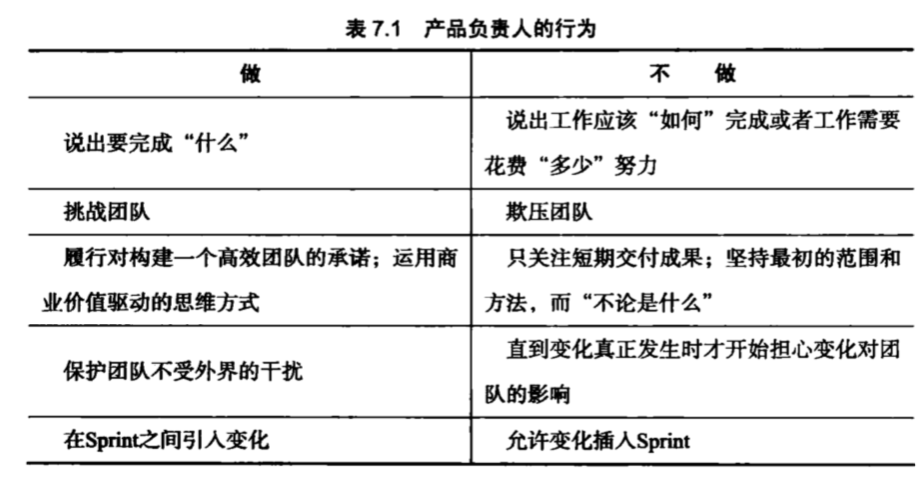 表 7.1 产品负责人的行为
做
不 做
说出要完成“什么”
说出工作应该“如何”完成或者工作需要
花费“多少”努力
挑战团队
欺压团队
履行对构建一个高效团队的承诺；运用商
业价值驱动的思维方式
只关注短期交付成果；坚持最初的范围和
方法，而“不论是什么”
保护团队不受外界的干扰
直到变化真正发生时才开始担心变化对团
队的影响
在Sprint之间引入变化
允许变化插入Sprint